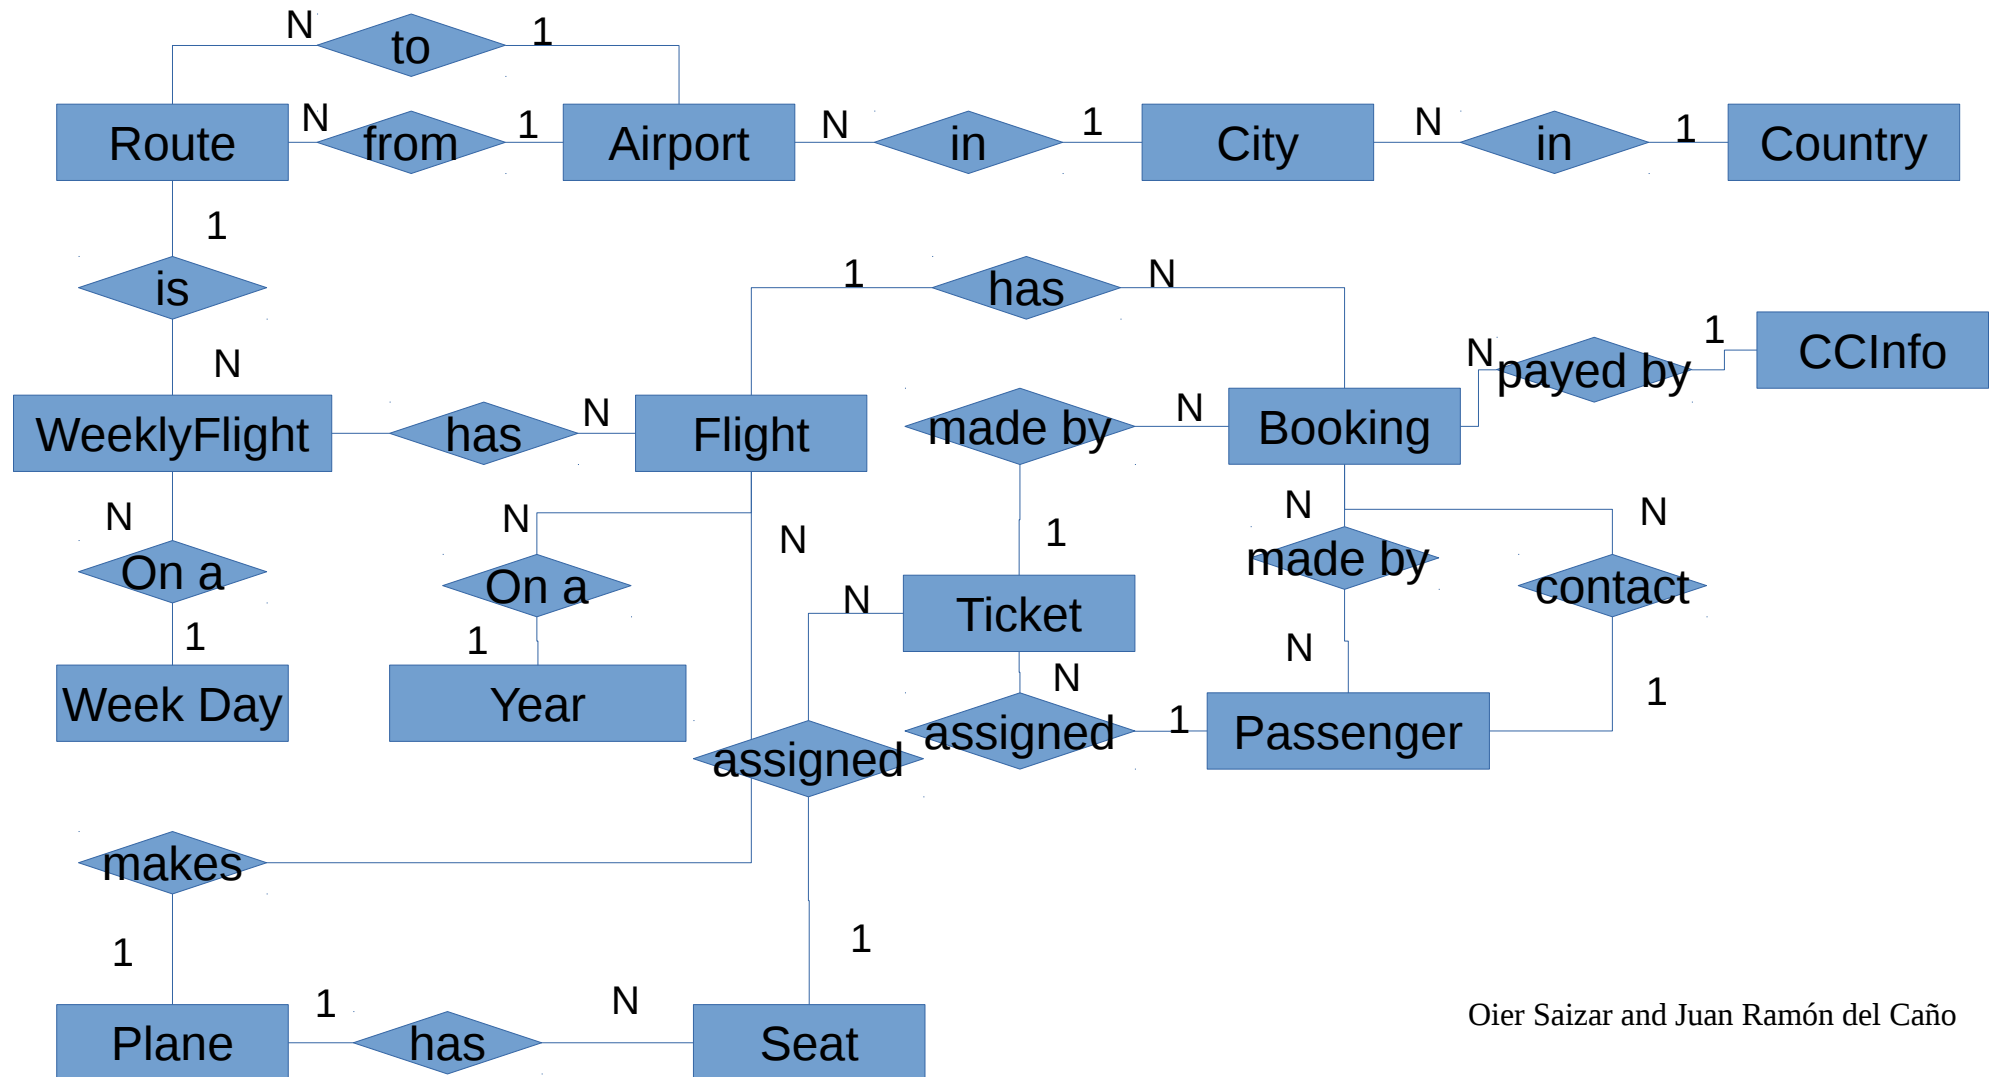 N
to
1
Route
N
from
1
Airport
N
in
1
City
N
in
1
Country
1
is
N
1
has
N
N
payed by
1
CCInfo
WeeklyFlight
has
N
Flight
made by
N
Booking
N
On a
1
Week Day
N
On a
1
Year
N
N
1
Ticket
N
assigned
1
N
made by
N
Passenger
N
contact
1
assigned
makes
1
1
Plane
1
has
N
Seat
Oier Saizar and Juan Ramón del Caño